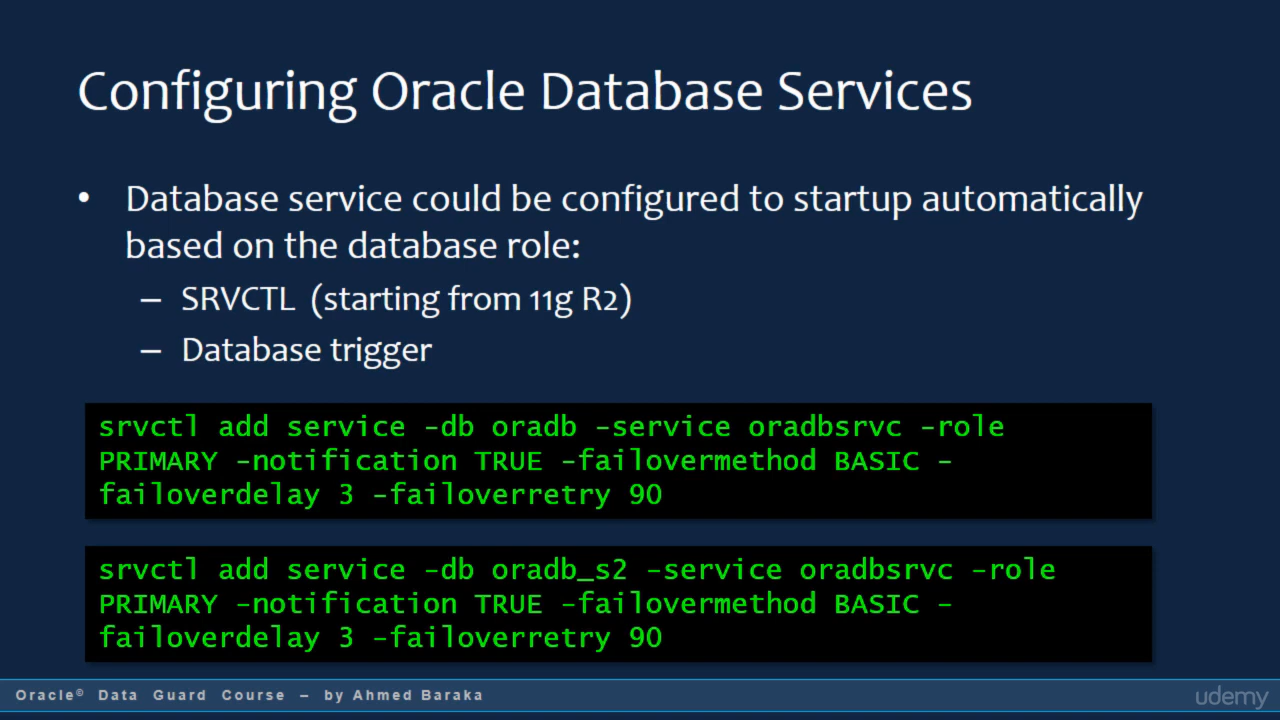 Configuring Oracle Database Services
• Database service could be configured to startup automatically
based on the database role:
– SRVCTL (starting from 11g R2)
– Database trigger
srvctl add service –db oradb –service oradbsrvc –role
PRIMARY –notification TRUE –failovermethod BASIC –
failoverdelay 3 –failoverretry 90
srvctl add service –db oradb_s2 –service oradbsrvc –role
PRIMARY –notification TRUE –failovermethod BASIC –
failoverdelay 3 –failoverretry 90
Oracle© Data Guard Course – by Ahmed Baraka
udemy